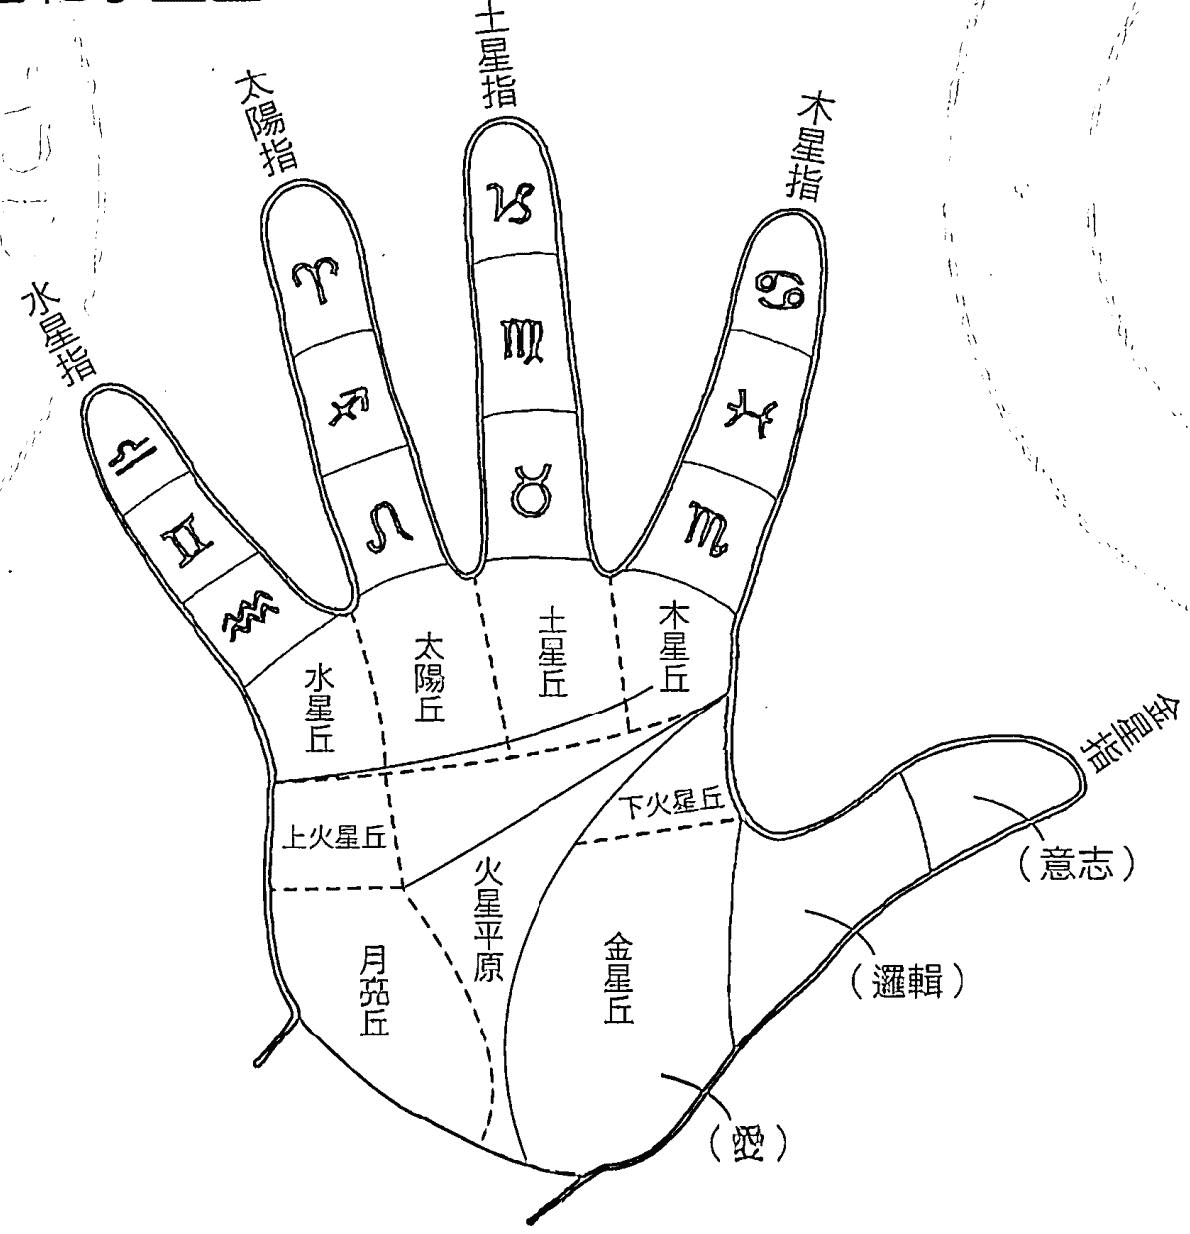 土星指
太陽指
木星指
水星指
♑
♈
♋
♍
♐
♓
♎
♉
♌
♏
♊
♒
木星丘
土星丘
太陽丘
水星丘
金星指
下火星丘
上火星丘
(意志)
火星平原
金星丘
月亮丘
(邏輯)
(愛)